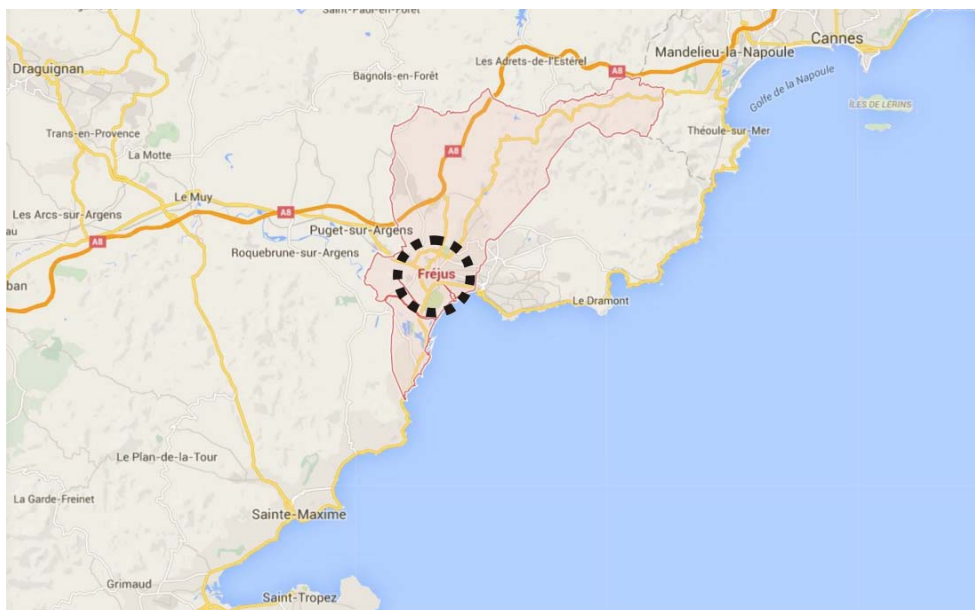 Saint-Paul-en-Forêt
Cannes
Mandelieu-la-Napoule
Les Adrets-de-l'Estérel
Draguignan
A8
Bagnols-en-Forêt
Golfe de la Napoule
ÎLES DE LÉRINS
Trans-en-Provence
Théoule-sur-Mer
La Motte
A8
Le Muy
Les Arcs-sur-Argens
A8
au
Puget-sur-Argens
A8
Roquebrune-sur-Argens
Fréjus
ban
Le Dramont
Le Plan-de-la-Tour
La Garde-Freinet
Sainte-Maxime
Grimaud
Saint-Tropez